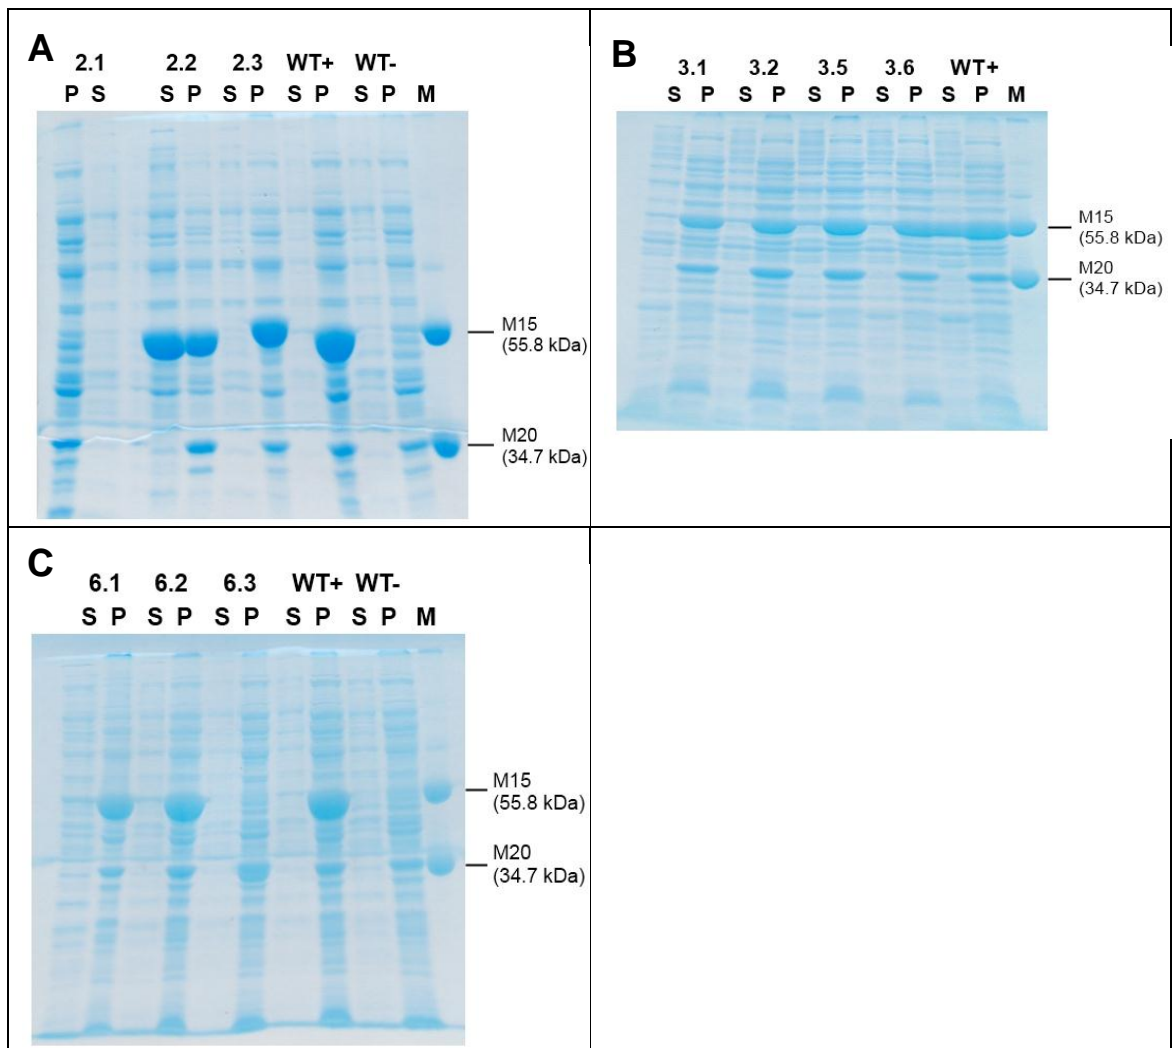 A
2.1 2.2 2.3 WT+ WT-
P S S P S P S P S P M
M15
(55.8 kDa)
M20
(34.7 kDa)
B
3.1 3.2 3.5 3.6 WT+
S P S P S P S P S P M
M15
(55.8 kDa)
M20
(34.7 kDa)
C
6.1 6.2 6.3 WT+ WT-
S P S P S P S P S P M
M15
(55.8 kDa)
M20
(34.7 kDa)